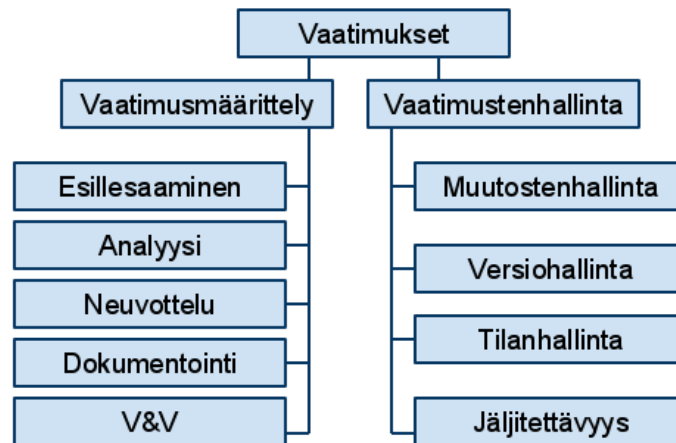 Vaatimukset
Vaatimusmäärittely
Vaatimustenhallinta
Esillesaaminen
Analyysi
Neuvottelu
Dokumentointi
V&V
Muutostenhallinta
Versiohallinta
Tilanhallinta
Jäljitettävyys